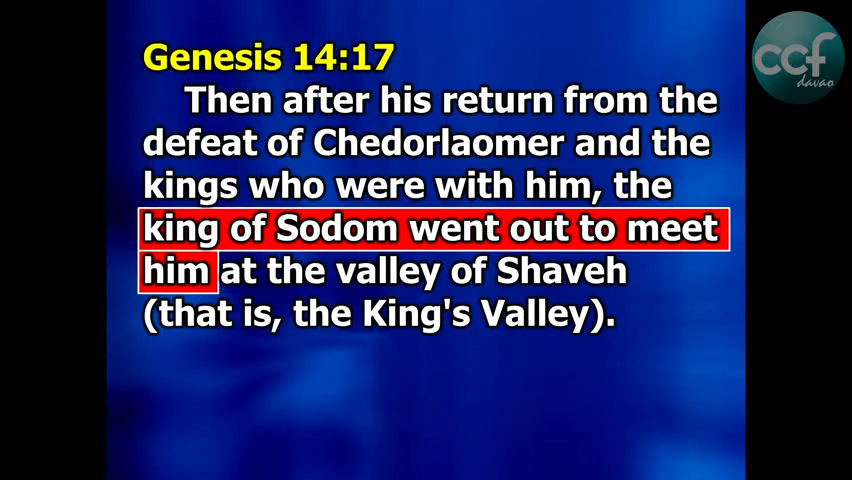 Genesis 14:17
Then after his return from the
defeat of Chedorlaomer and the
kings who were with him, the
king of Sodom went out to meet
him at the valley of Shaveh
(that is, the King's Valley).
ccf
davao